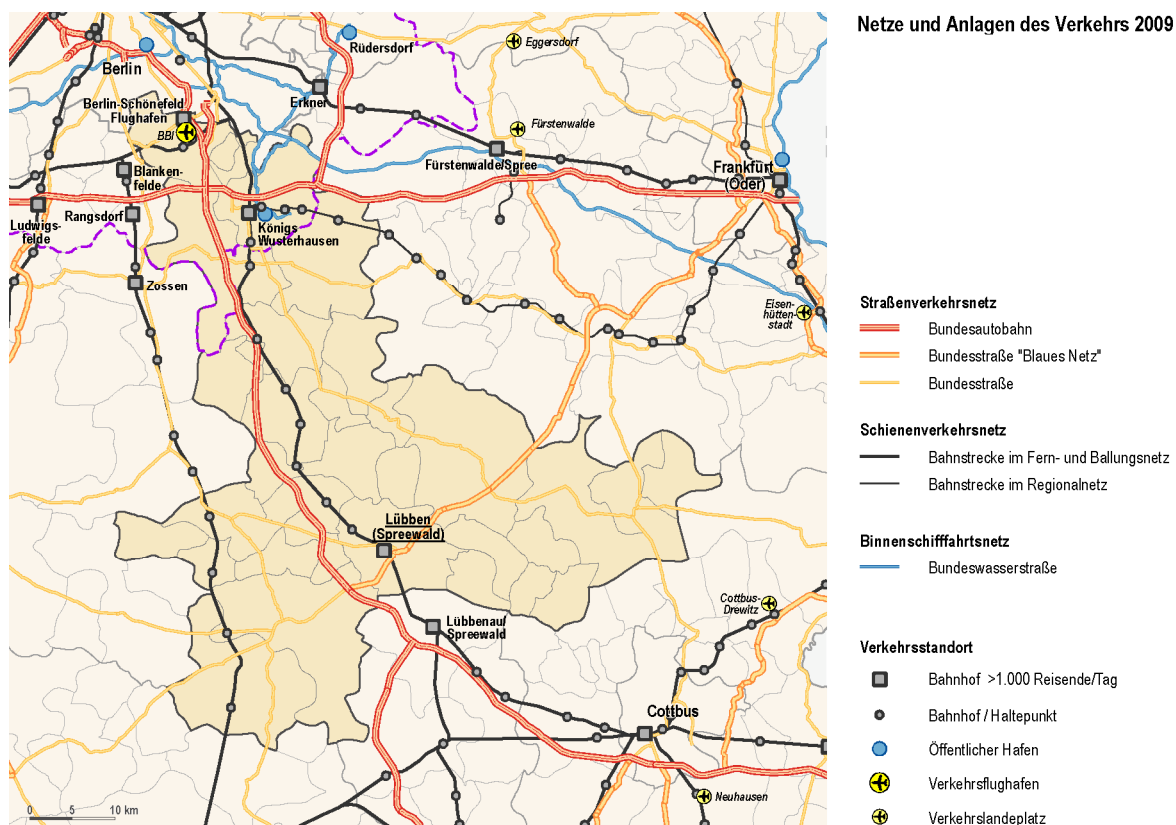 Netze und Anlagen des Verkehrs 2009
Eggersdorf
Rüdersdorf
Berlin
Erkner
Berlin-Schönefeld
Flughafen
BBI
Fürstenwalde
Fürstenwalde/Spree
Frankfurt
(Oder)
Blanken-
felde
Ludwigs-
felde
Rangsdorf
Königs
Wusterhausen
Zossen
Eisen-
hütten-
stadt
Lübben
(Spreewald)
Lübbenau/
Spreewald
Cottbus-
Drewitz
Cottbus
Neuhausen
0 5 10 km
Straßenverkehrsnetz
Bundesautobahn
Bundesstraße "Blaues Netz"
Bundesstraße
Schienenverkehrsnetz
Bahnstrecke im Fern- und Ballungsnetz
Bahnstrecke im Regionalnetz
Binnenschifffahrtsnetz
Bundeswasserstraße
Verkehrsstandort
Bahnhof >1.000 Reisende/Tag
Bahnhof / Haltepunkt
Öffentlicher Hafen
Verkehrsflughafen
Verkehrslandeplatz